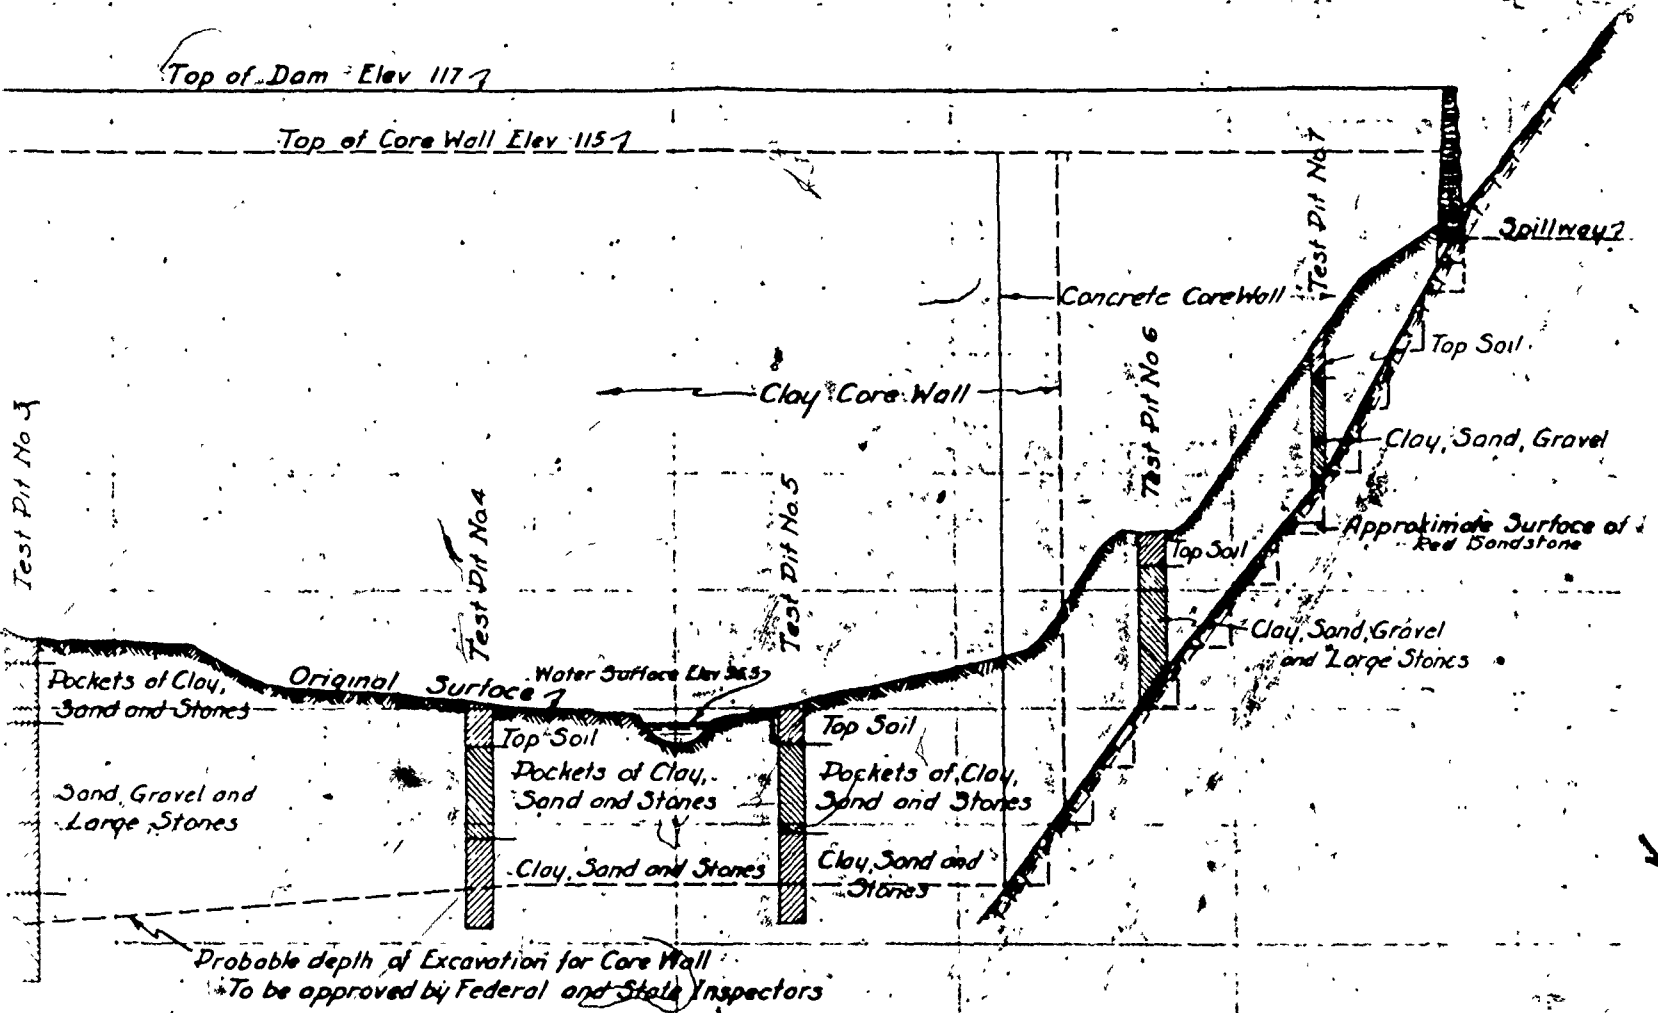 Top of Dam Elev 117
Top of Core Wall Elev 115
Test Pit No 7
Spillway
Concrete Core Wall
Top Soil
Test Pit No 6
Clay Core Wall
Test Pit No 3
Clay, Sand, Gravel
Test Pit No 4
Test Pit No. 5
Approximate Surface of
Red Sandstone
Top Soil
Clay, Sand, Gravel
and Large Stones
Original Surface
Water Surface Elev 96.5
Pockets of Clay,
Sand and Stones
Top Soil
Top Soil
Pockets of Clay,
Sand and Stones
Pockets of Clay,
Sand and Stones
Sand, Gravel and
Large Stones
Clay, Sand and Stones
Clay, Sand and
Stones
Probable depth of Excavation for Core Wall
To be approved by Federal and State Inspectors